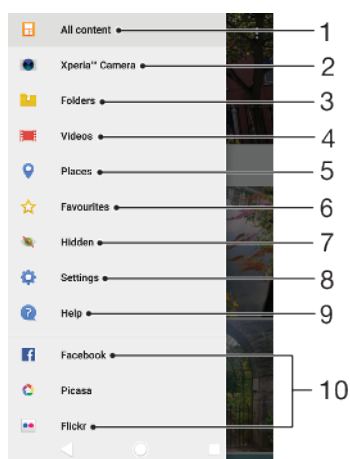 All content 1
Xperia™ Camera 2
Folders 3
Videos 4
Places 5
Favourites 6
Hidden 7
Settings 8
Help 9
Facebook
Picasa 10
Flickr